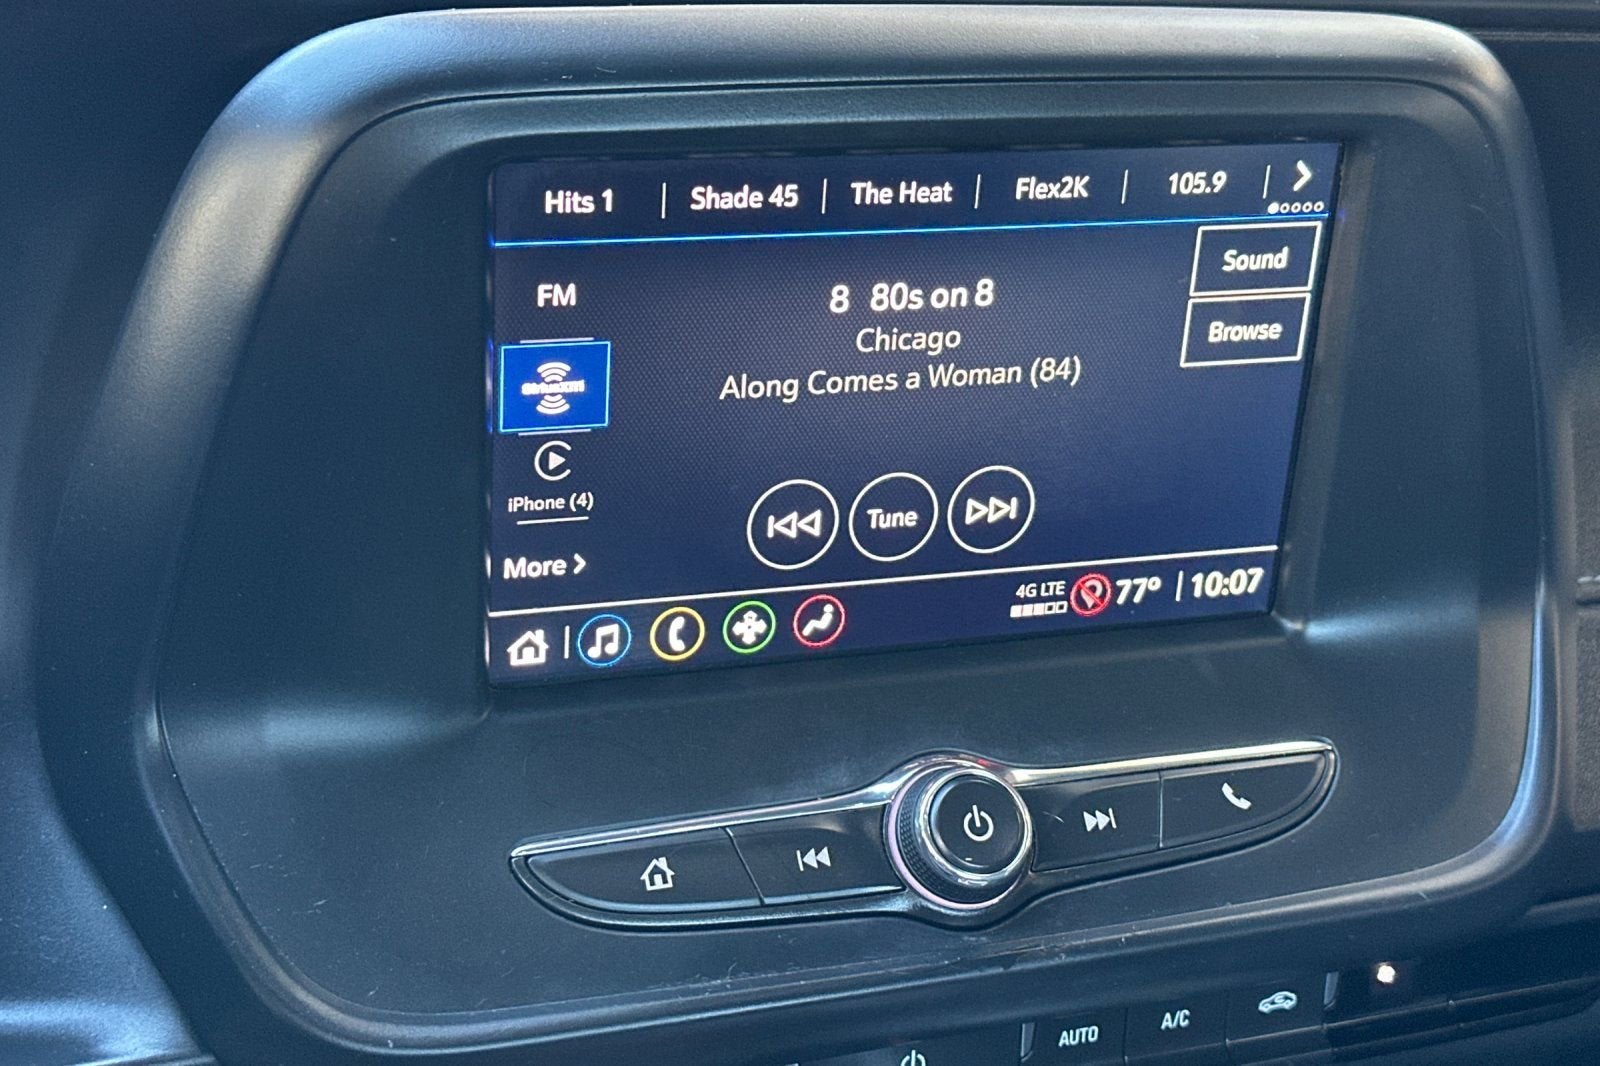 Hits 1 | Shade 45 | The Heat | Flex2K | 105.9
Sound
FM
8 80s on 8
Browse
Chicago
Along Comes a Woman (84)
SiriusXM
iPhone (4)
Tune
More >
4G LTE
77° | 10:07
AUTO
A/C